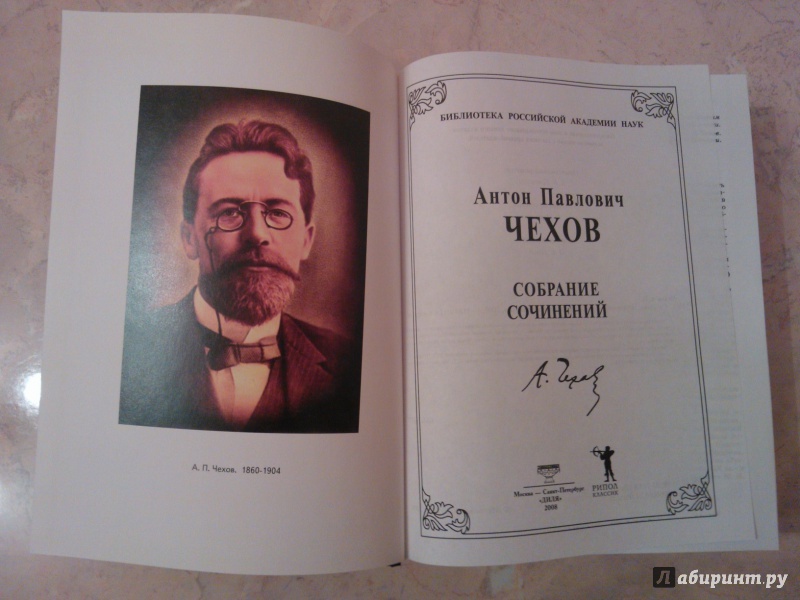 А. П. Чехов. 1860-1904
БИБЛИОТЕКА РОССИЙСКОЙ АКАДЕМИИ НАУК
Антон Павлович
ЧЕХОВ
СОБРАНИЕ
СОЧИНЕНИЙ
А. Чехов
Москва — Санкт-Петербург
«ДИЛЯ»
2008
РИПОЛ
КЛАССИК
Лабиринт.ру